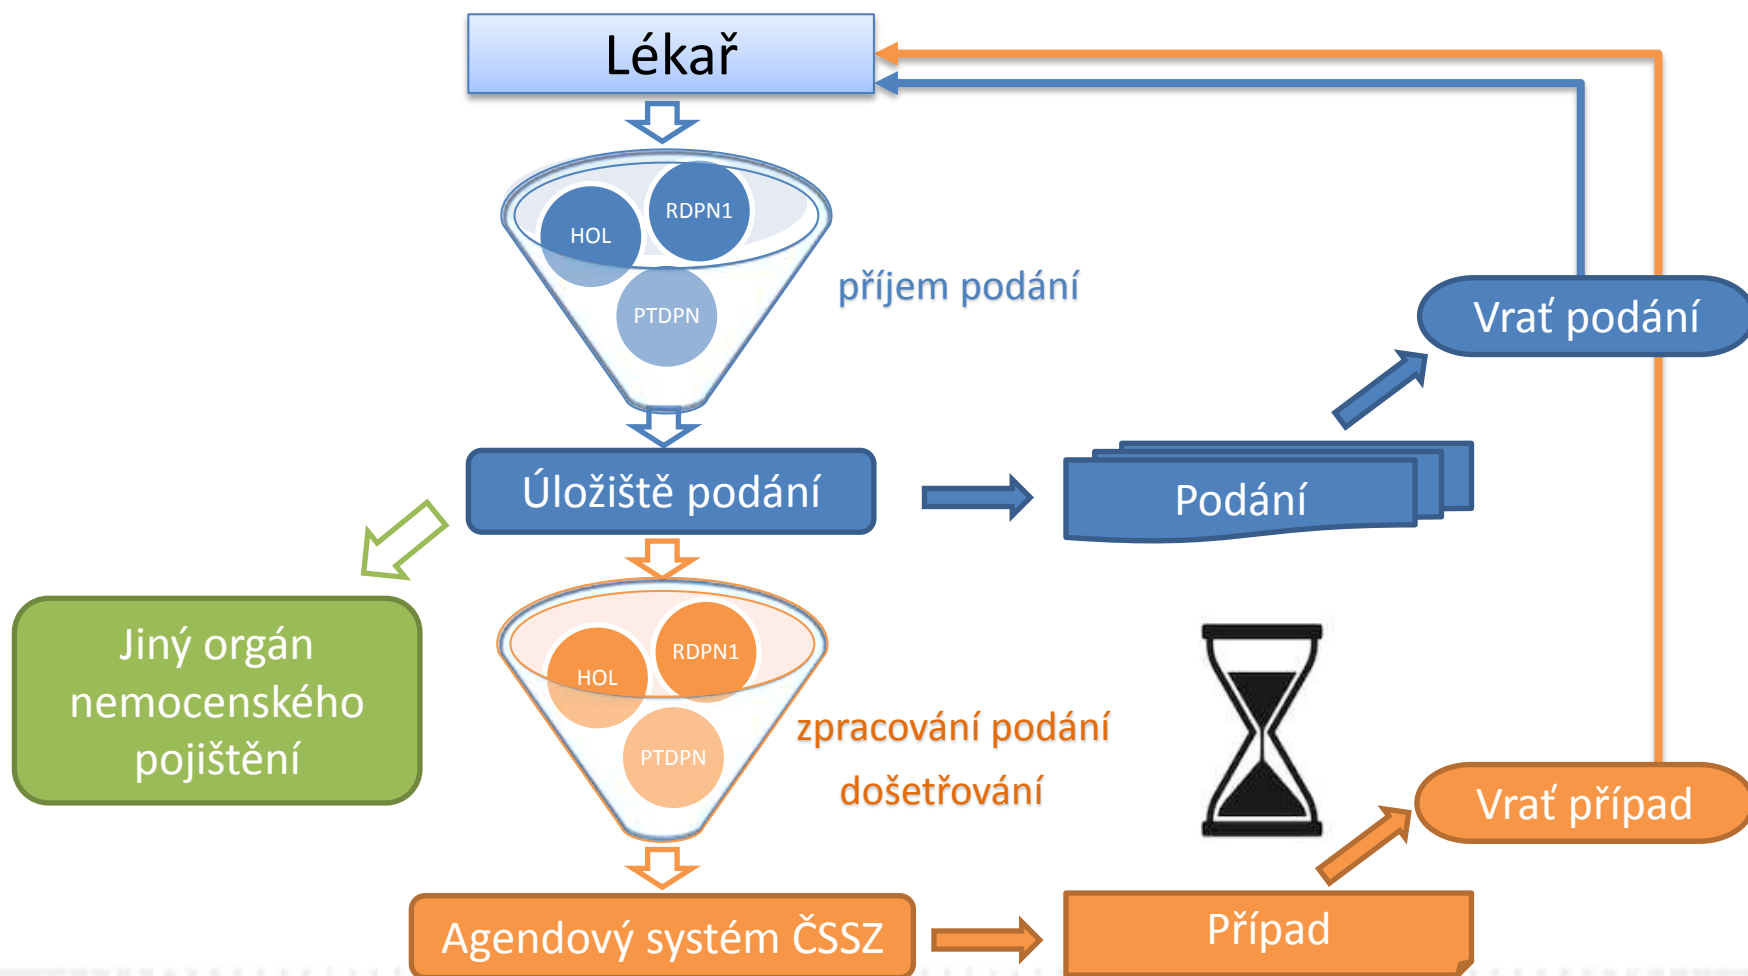 Lékař
RDPN1
HOL
PTDPN
příjem podání
Vrať podání
Úložiště podání
Podání
Jiný orgán
nemocenského
pojištění
RDPN1
HOL
PTDPN
zpracování podání
došetřování
Vrať případ
Agendový systém ČSSZ
Případ